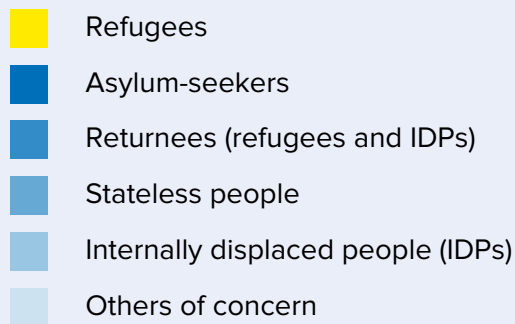 Refugees
Asylum-seekers
Returnees (refugees and IDPs)
Stateless people
Internally displaced people (IDPs)
Others of concern